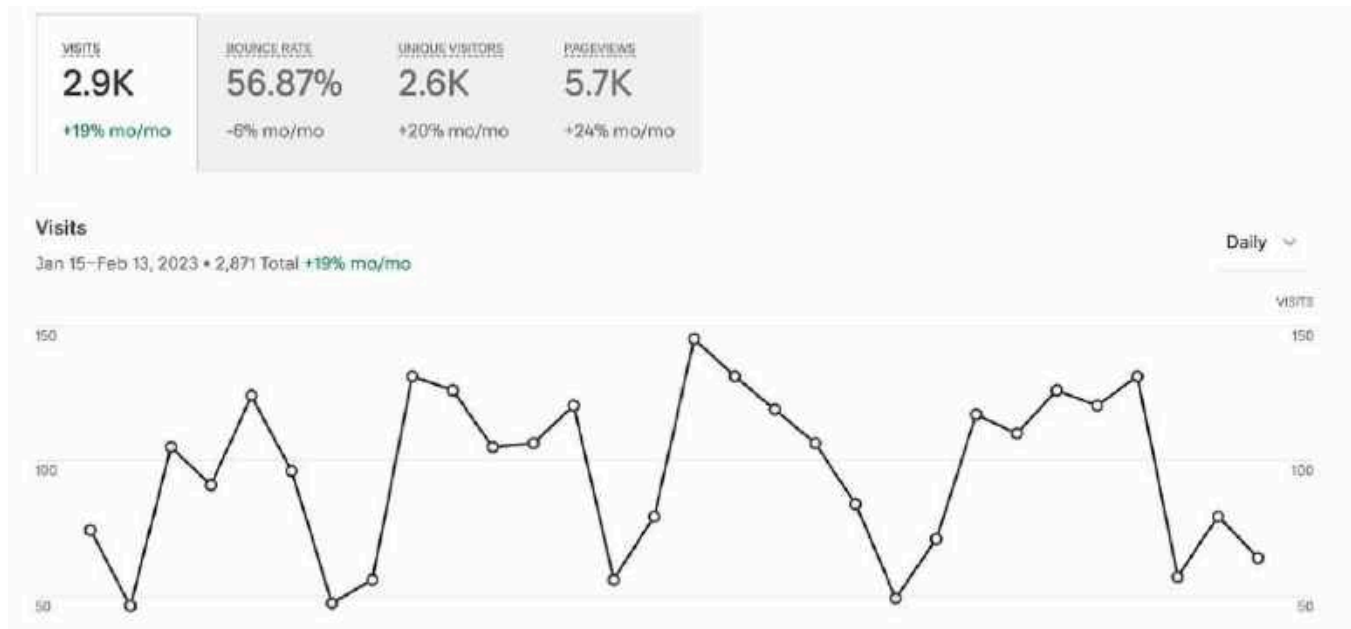 VISITS BOUNCE RATE UNIQUE VISITORS PAGEVIEWS
2.9K 56.87% 2.6K 5.7K
+19% mo/mo -6% mo/mo +20% mo/mo +24% mo/mo
Visits
Daily
Jan 15–Feb 13, 2023 • 2,871 Total +19% mo/mo
VISITS
150 150
100 100
50 50